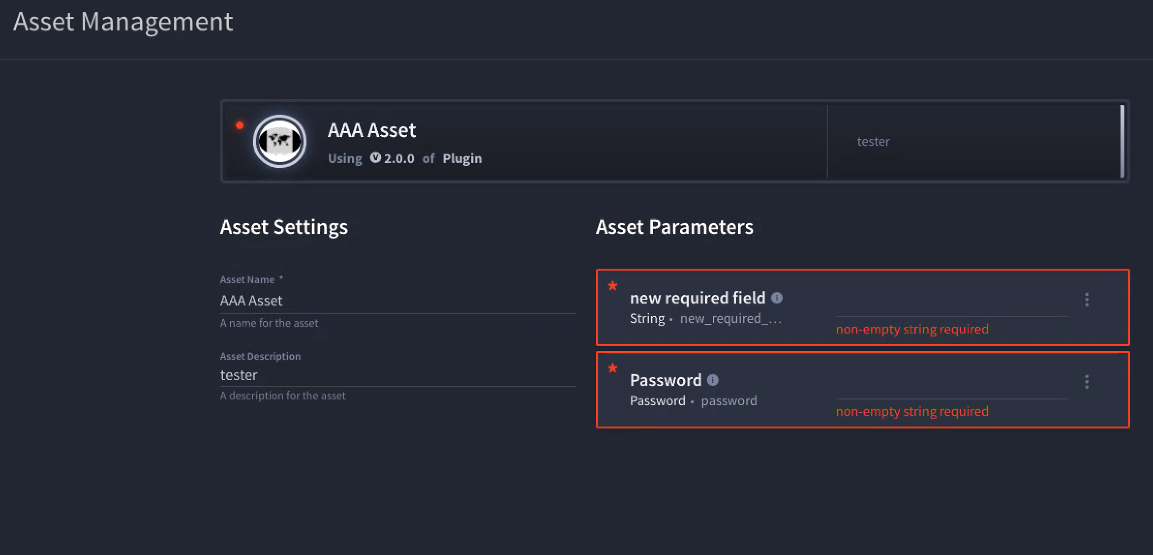 Asset Management
AAA Asset
Using V 2.0.0 of Plugin
tester
Asset Settings
Asset Name *
AAA Asset
A name for the asset
Asset Description
tester
A description for the asset
Asset Parameters
* new required field i
String • new_required_...
non-empty string required
* Password i
Password • password
non-empty string required